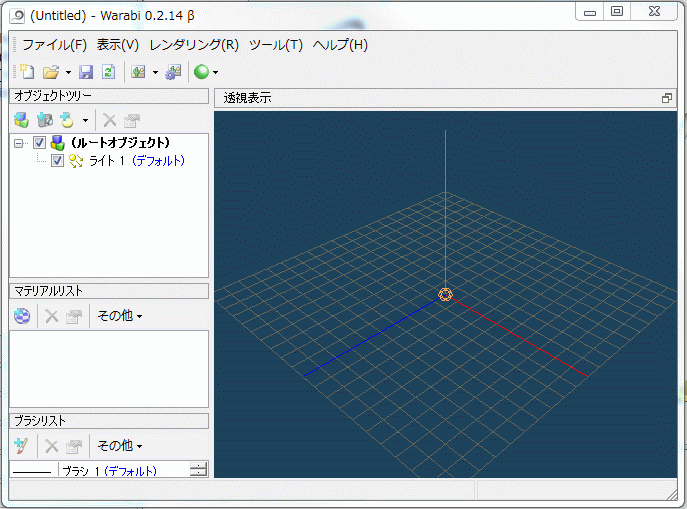 (Untitled) - Warabi 0.2.14 β
ファイル(F) 表示(V) レンダリング(R) ツール(T) ヘルプ(H)
オブジェクトツリー
透視表示
(ルートオブジェクト)
ライト 1 (デフォルト)
マテリアルリスト
その他
ブラシリスト
その他
ブラシ 1 (デフォルト)